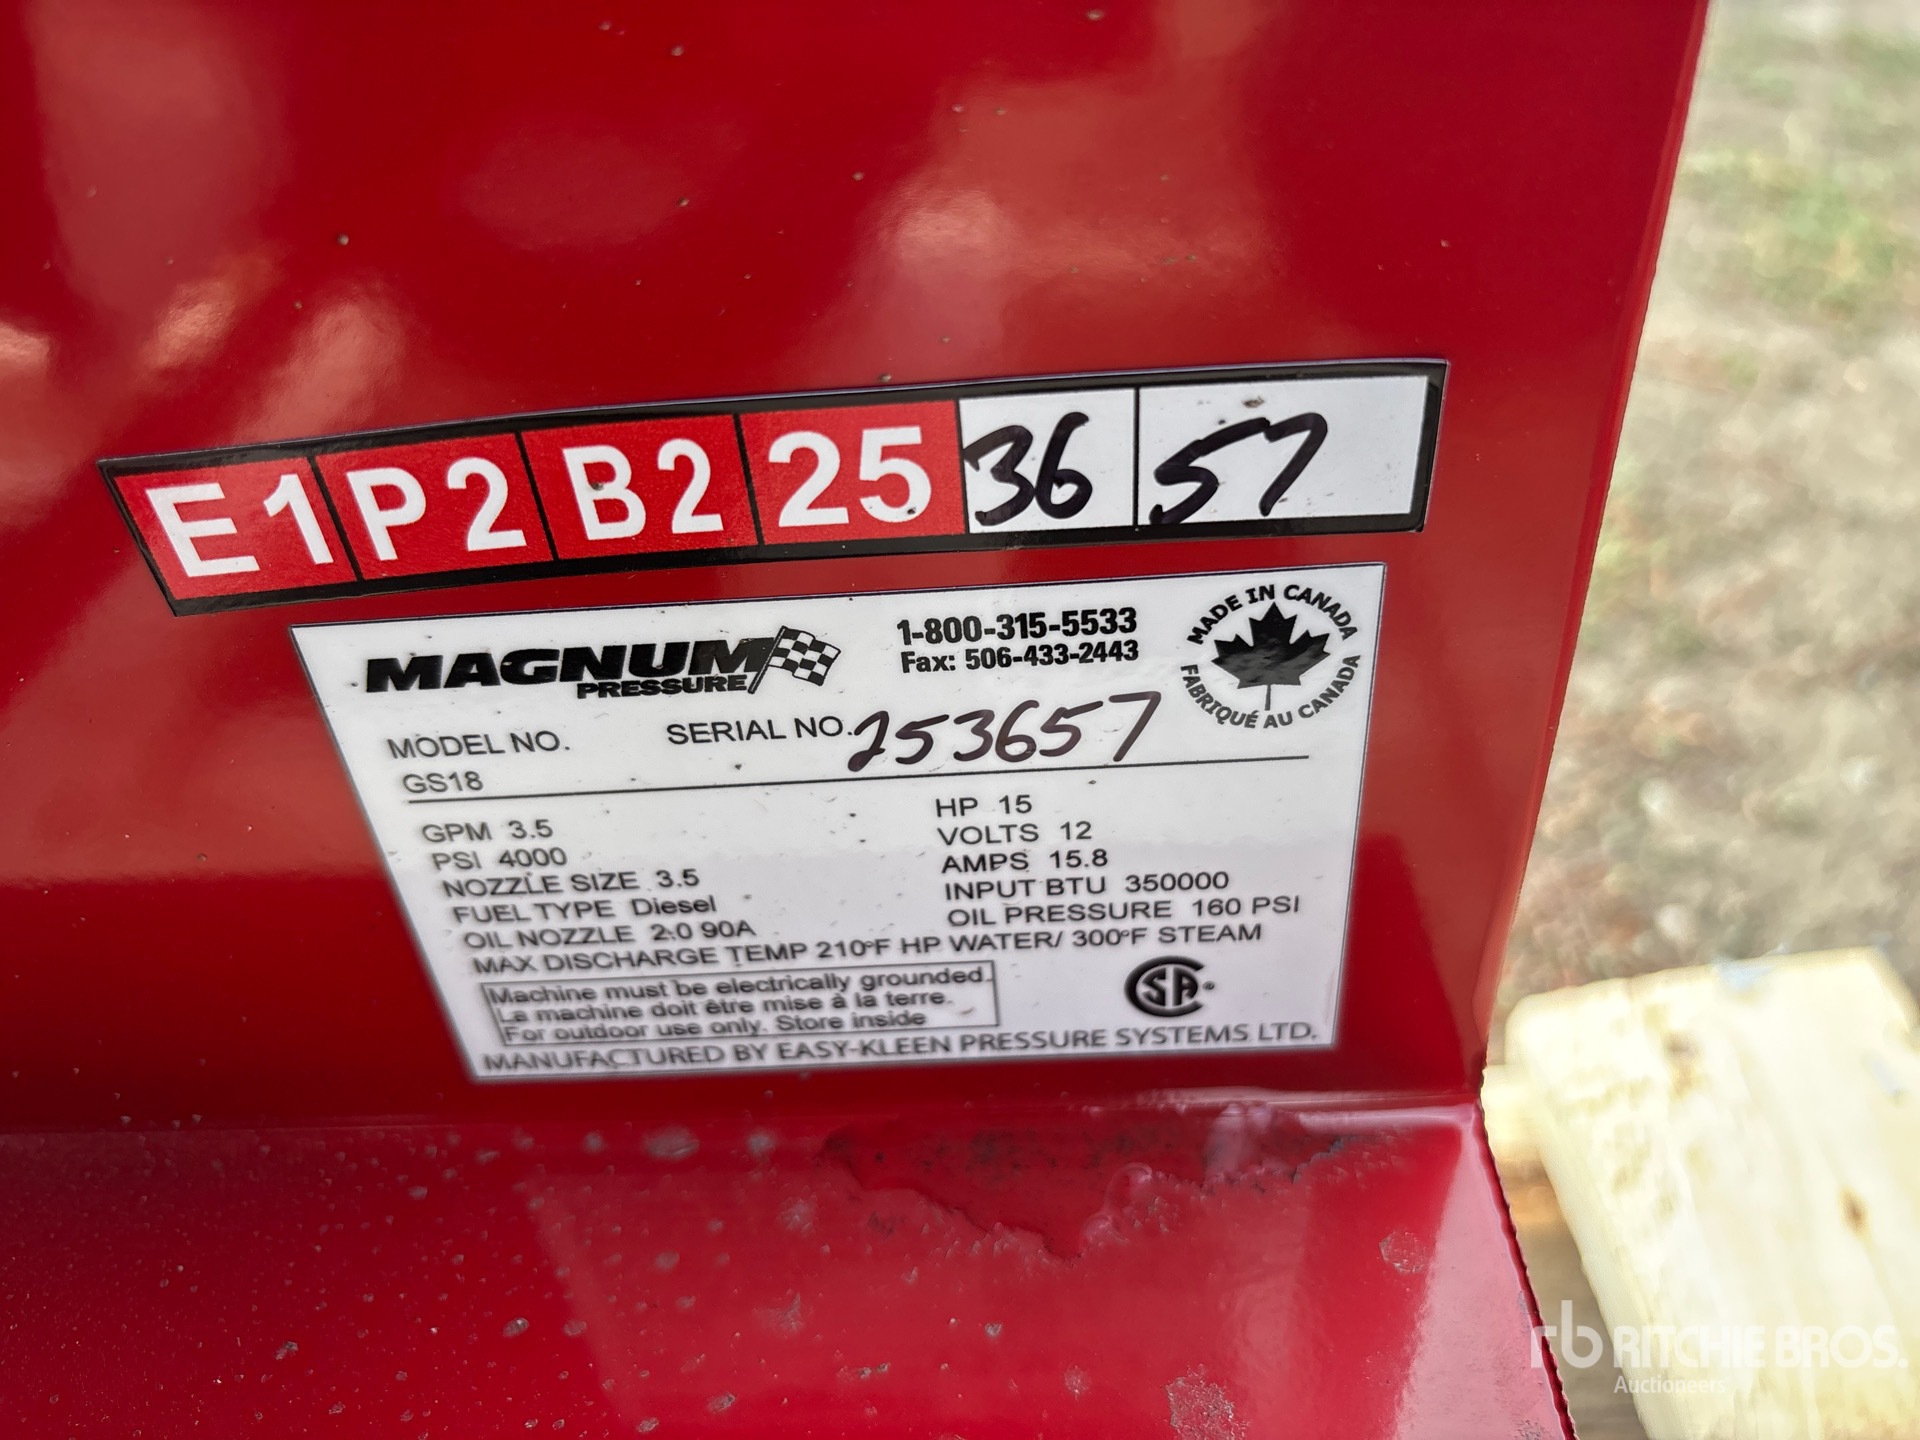 E1 P2 B2 25 36 57
MAGNUM
PRESSURE
1-800-315-5533
Fax: 506-433-2443
MADE IN CANADA
FABRIQUÉ AU CANADA
MODEL NO. SERIAL NO. 253657
GS18
GPM 3.5
PSI 4000
NOZZLE SIZE 3.5
FUEL TYPE Diesel
OIL NOZZLE 2.0 90A
HP 15
VOLTS 12
AMPS 15.8
INPUT BTU 350000
OIL PRESSURE 160 PSI
MAX DISCHARGE TEMP 210°F HP WATER/ 300°F STEAM
Machine must be electrically grounded.
La machine doit être mise à la terre.
For outdoor use only. Store inside
CSA®
MANUFACTURED BY EASY-KLEEN PRESSURE SYSTEMS LTD.
rb RITCHIE BROS.
Auctioneers